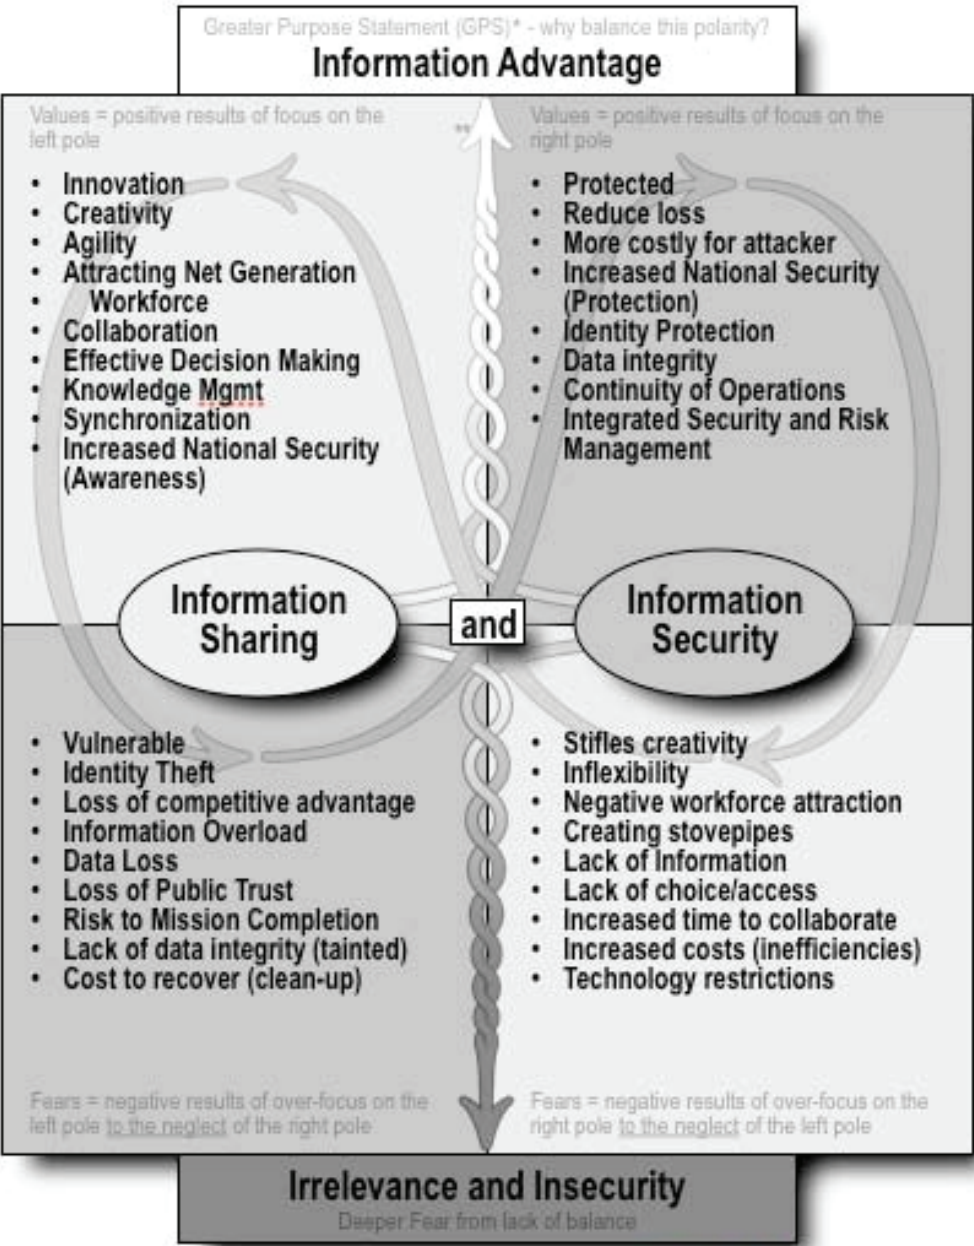 Greater Purpose Statement (GPS)* - why balance this polarity?
Information Advantage
Values = positive results of focus on the
left pole
• Innovation
• Creativity
• Agility
• Attracting Net Generation
• Workforce
• Collaboration
• Effective Decision Making
• Knowledge Mgmt
• Synchronization
• Increased National Security
(Awareness)
**
Values = positive results of focus on the
right pole
• Protected
• Reduce loss
• More costly for attacker
• Increased National Security
(Protection)
• Identity Protection
• Data integrity
• Continuity of Operations
• Integrated Security and Risk
Management
Information
Sharing
and
Information
Security
• Vulnerable
• Identity Theft
• Loss of competitive advantage
• Information Overload
• Data Loss
• Loss of Public Trust
• Risk to Mission Completion
• Lack of data integrity (tainted)
• Cost to recover (clean-up)
Fears = negative results of over-focus on the
left pole to the neglect of the right pole
• Stifles creativity
• Inflexibility
• Negative workforce attraction
• Creating stovepipes
• Lack of Information
• Lack of choice/access
• Increased time to collaborate
• Increased costs (inefficiencies)
• Technology restrictions
Fears = negative results of over-focus on the
right pole to the neglect of the left pole
Irrelevance and Insecurity
Deeper Fear from lack of balance